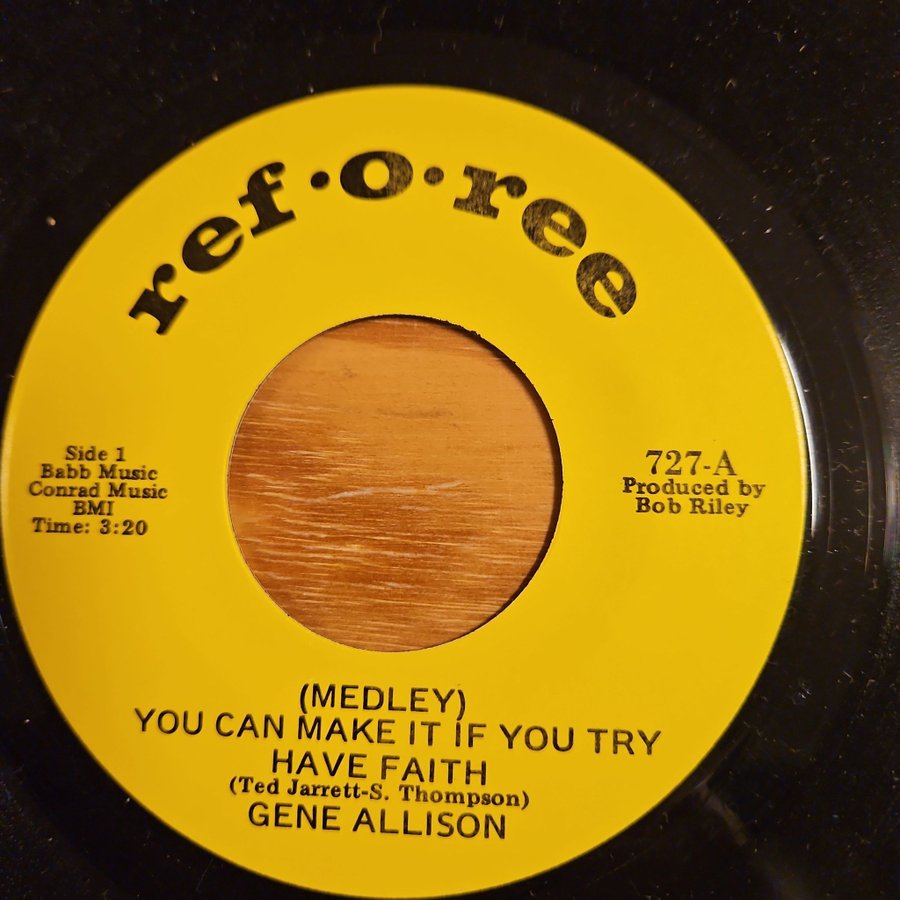 ref·o·ree
Side 1
Babb Music
Conrad Music
BMI
Time: 3:20
727-A
Produced by
Bob Riley
(MEDLEY)
YOU CAN MAKE IT IF YOU TRY
HAVE FAITH
(Ted Jarrett-S. Thompson)
GENE ALLISON